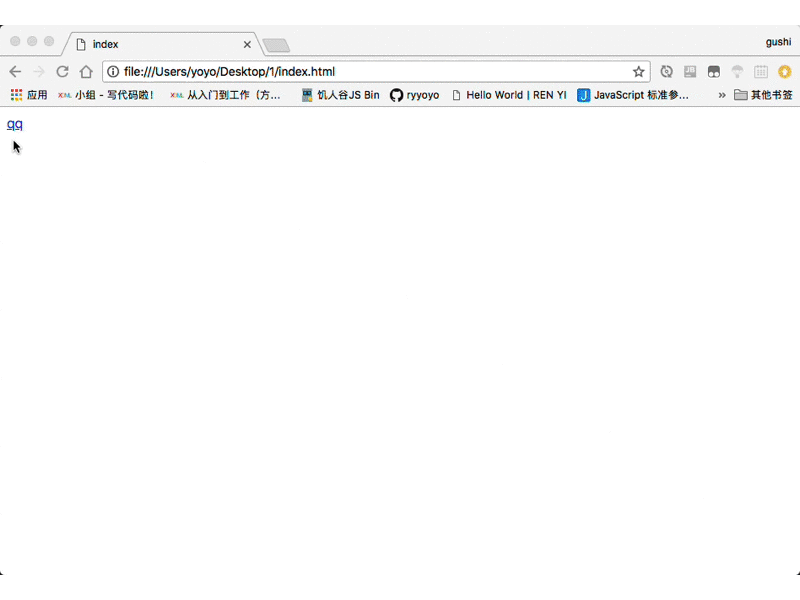 index
gushi
file:///Users/yoyo/Desktop/1/index.html
应用 XML 小组 - 写代码啦! XML 从入门到工作（方... 饥人谷JS Bin ryyoyo Hello World | REN YI J JavaScript 标准参... » 其他书签
qq